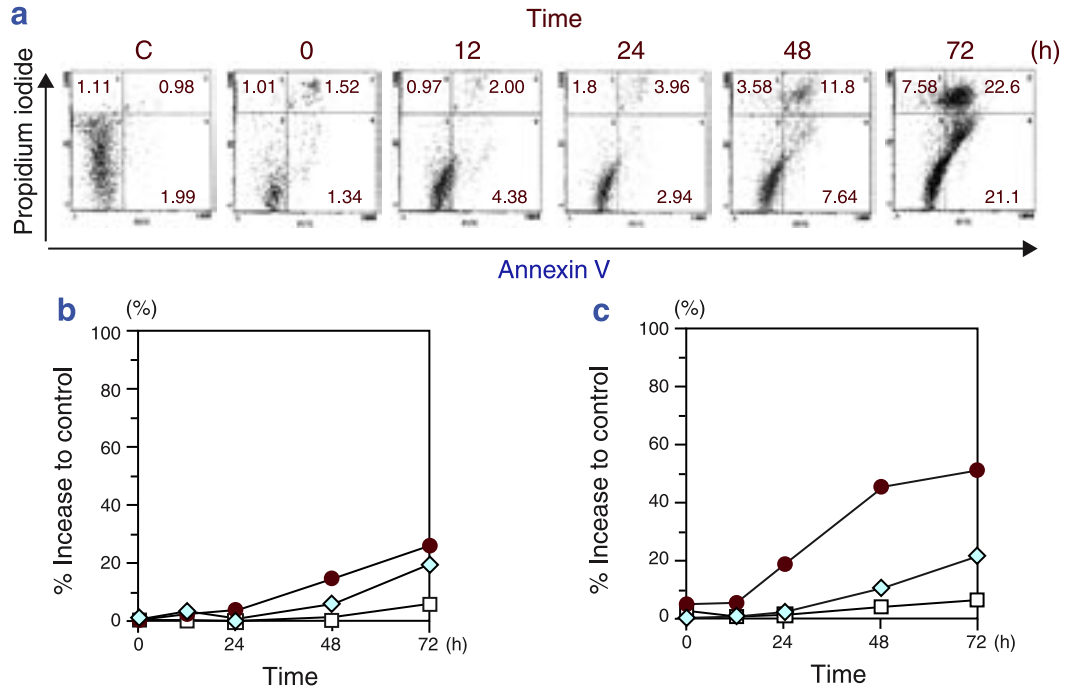 a
Time
C 0 12 24 48 72 (h)
Propidium iodide
1.11 0.98 1.01 1.52 0.97 2.00 1.8 3.96 3.58 11.8 7.58 22.6
1.99 1.34 4.38 2.94 7.64 21.1
Annexin V
b
(%)
% Incease to control
100
80
60
40
20
0
0 24 48 72 (h)
Time
c
(%)
% Incease to control
100
80
60
40
20
0
0 24 48 72 (h)
Time